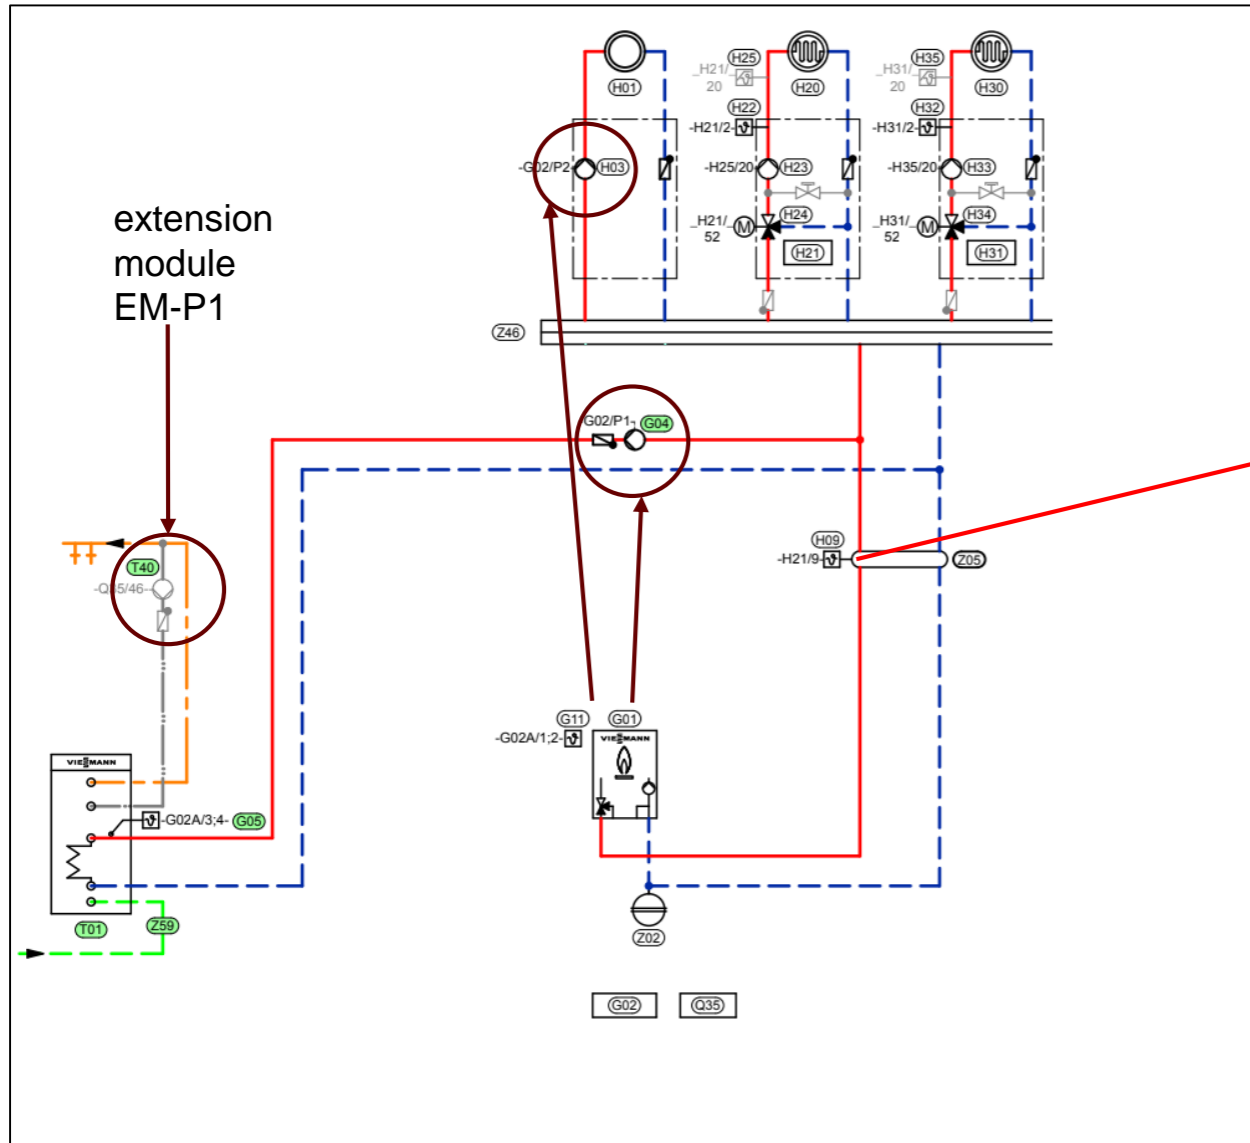 H01
_H21/
20
H25
H20
_H31/
20
H35
H30
-G02/P2-
H03
H22
-H21/2-
-H25/20
H23
_H21/
52
M
H24
H21
H32
-H31/2-
-H35/20
H33
_H31/
52
M
H34
H31
extension
module
EM-P1
Z46
G02/P1
G04
T40
H09
-H21/9-
Z05
G11
G01
-G02A/1;2-
VIESMANN
VIESMANN
-G02A/3;4-
G05
T01
Z59
Z02
G02
Q35